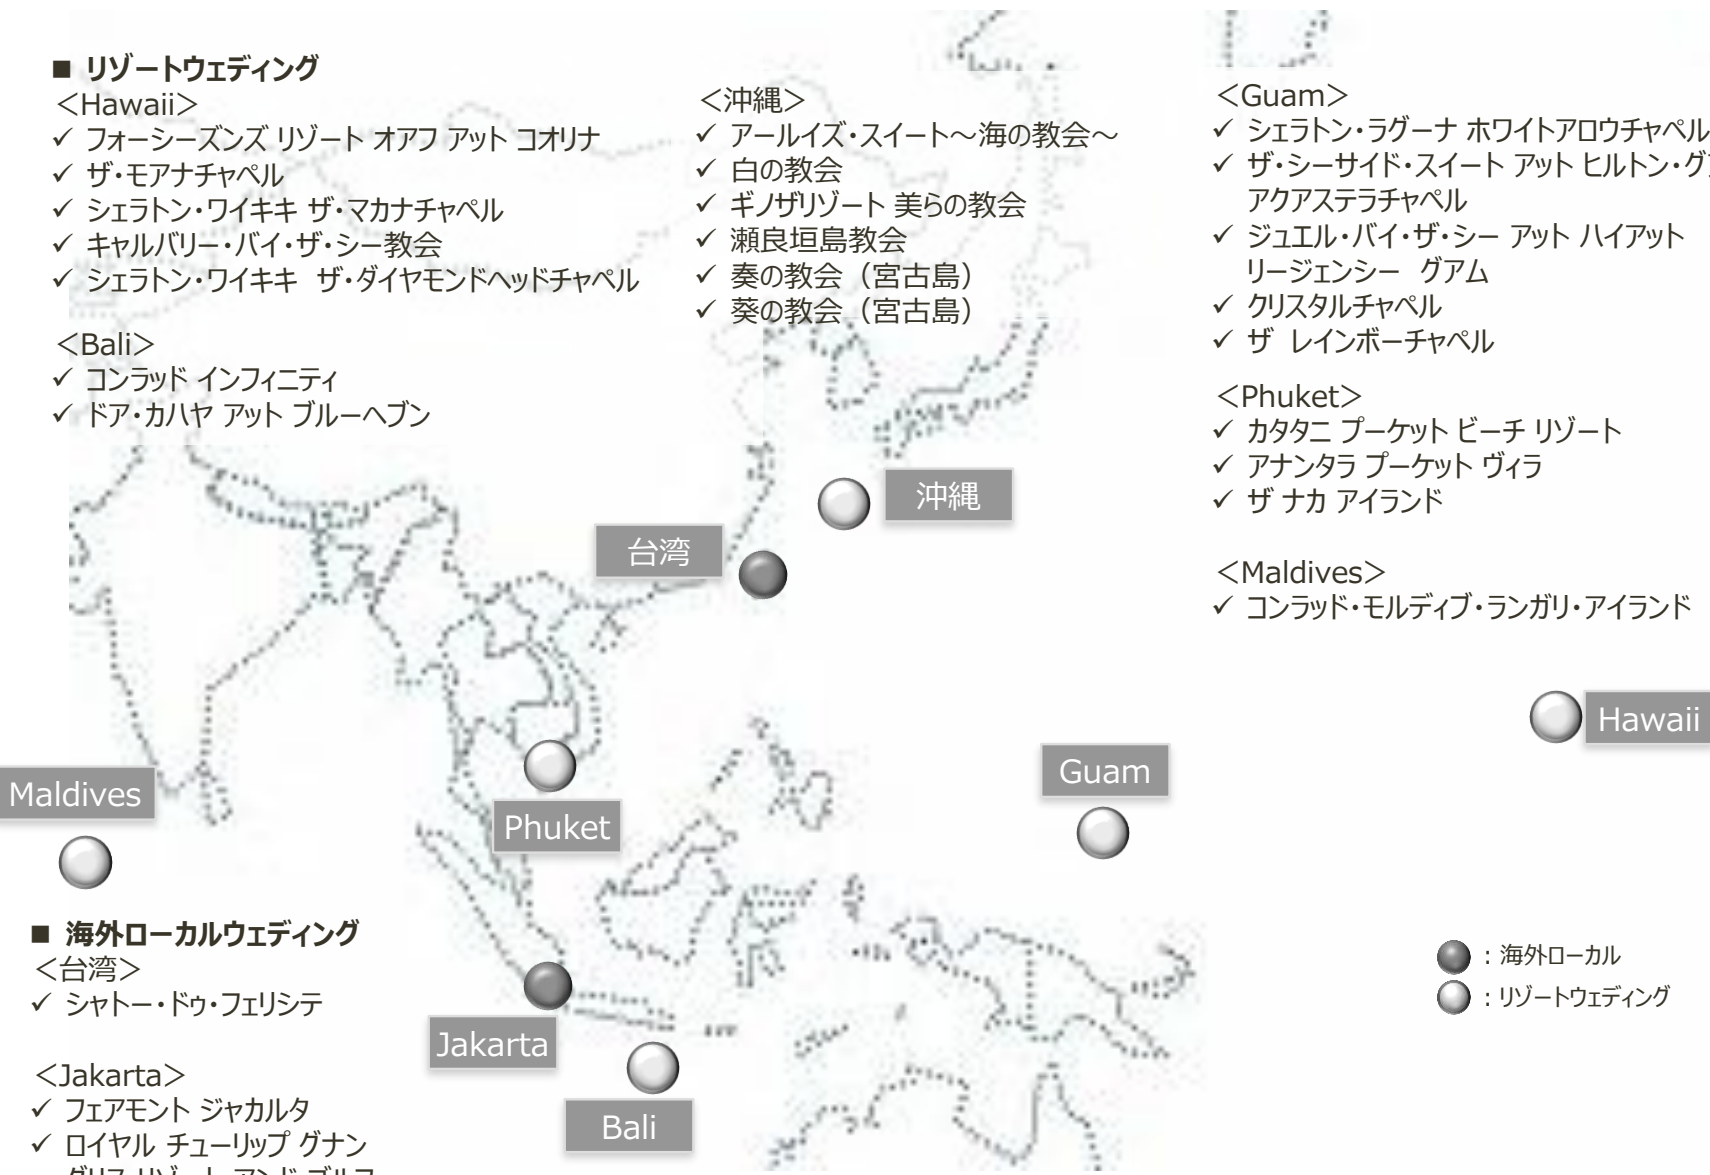 ■ リゾートウェディング
＜Hawaii＞
✓ フォーシーズンズ リゾート オアフ アット コオリナ
✓ ザ・モアナチャペル
✓ シェラトン・ワイキキ ザ・マカナチャペル
✓ キャルバリー・バイ・ザ・シー教会
✓ シェラトン・ワイキキ ザ・ダイヤモンドヘッドチャペル
＜Bali＞
✓ コンラッド インフィニティ
✓ ドア・カハヤ アット ブルーヘブン
＜沖縄＞
✓ アールイズ・スイート～海の教会～
✓ 白の教会
✓ ギノザリゾート 美らの教会
✓ 瀬良垣島教会
✓ 奏の教会（宮古島）
✓ 葵の教会（宮古島）
＜Guam＞
✓ シェラトン・ラグーナ ホワイトアロウチャペル
✓ ザ・シーサイド・スイート アット ヒルトン・
アクアステラチャペル
✓ ジュエル・バイ・ザ・シー アット ハイアット
リージェンシー グアム
✓ クリスタルチャペル
✓ ザ レインボーチャペル
＜Phuket＞
✓ カタタニ プーケット ビーチ リゾート
✓ アナンタラ プーケット ヴィラ
✓ ザ ナカ アイランド
＜Maldives＞
✓ コンラッド・モルディブ・ランガリ・アイランド
沖縄
台湾
Hawaii
Guam
Maldives
Phuket
Jakarta
Bali
■ 海外ローカルウェディング
＜台湾＞
✓ シャトー・ドゥ・フェリシテ
＜Jakarta＞
✓ フェアモント ジャカルタ
✓ ロイヤル チューリップ グナン
：海外ローカル
：リゾートウェディング